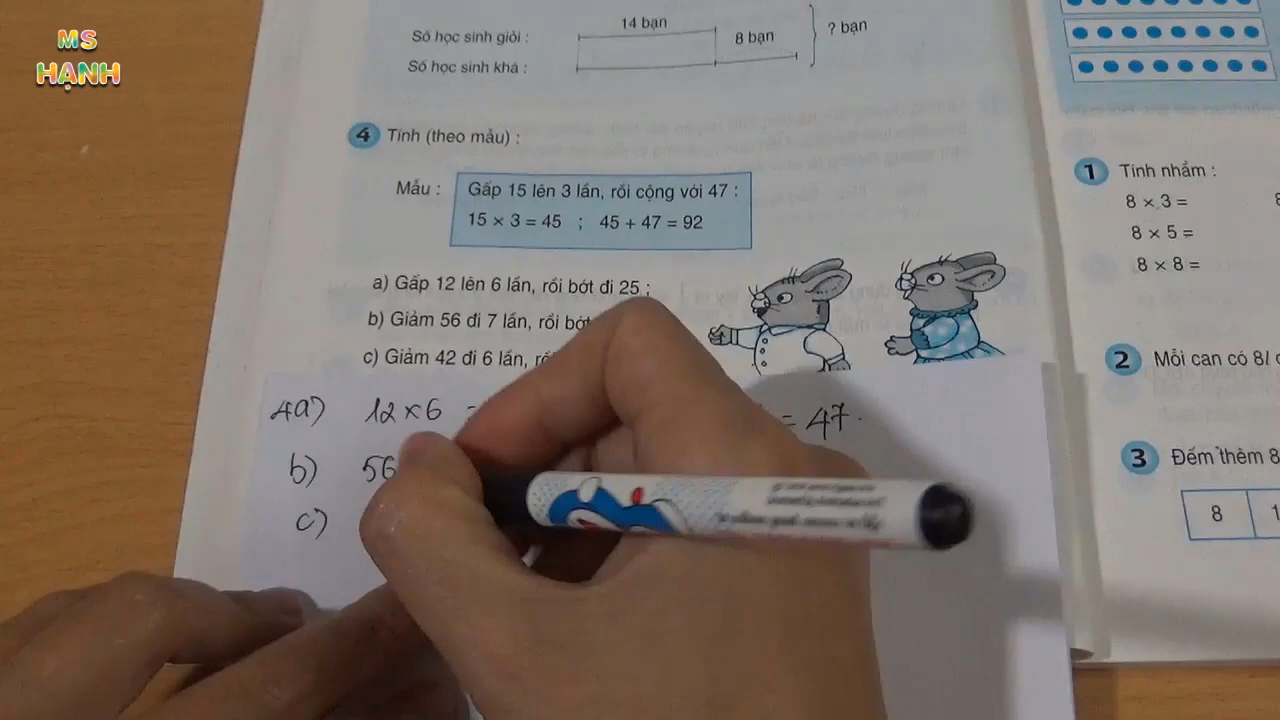 MS
HẠNH
14 bạn
Số học sinh giỏi :
8 bạn
? bạn
Số học sinh khá :
4 Tính (theo mẫu) :
Mẫu :
Gấp 15 lên 3 lần, rồi cộng với 47 :
15 × 3 = 45 ; 45 + 47 = 92
a) Gấp 12 lên 6 lần, rồi bớt đi 25 ;
b) Giảm 56 đi 7 lần, rồi bớt
c) Giảm 42 đi 6 lần,
4a) 12 × 6 = = 47.
b) 56
c)
1 Tính nhẩm :
8 × 3 =
8 × 5 =
8 × 8 =
2 Mỗi can có 8l
3 Đếm thêm 8
8